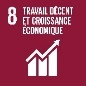 8 TRAVAIL DÉCENT
ET CROISSANCE
ÉCONOMIQUE